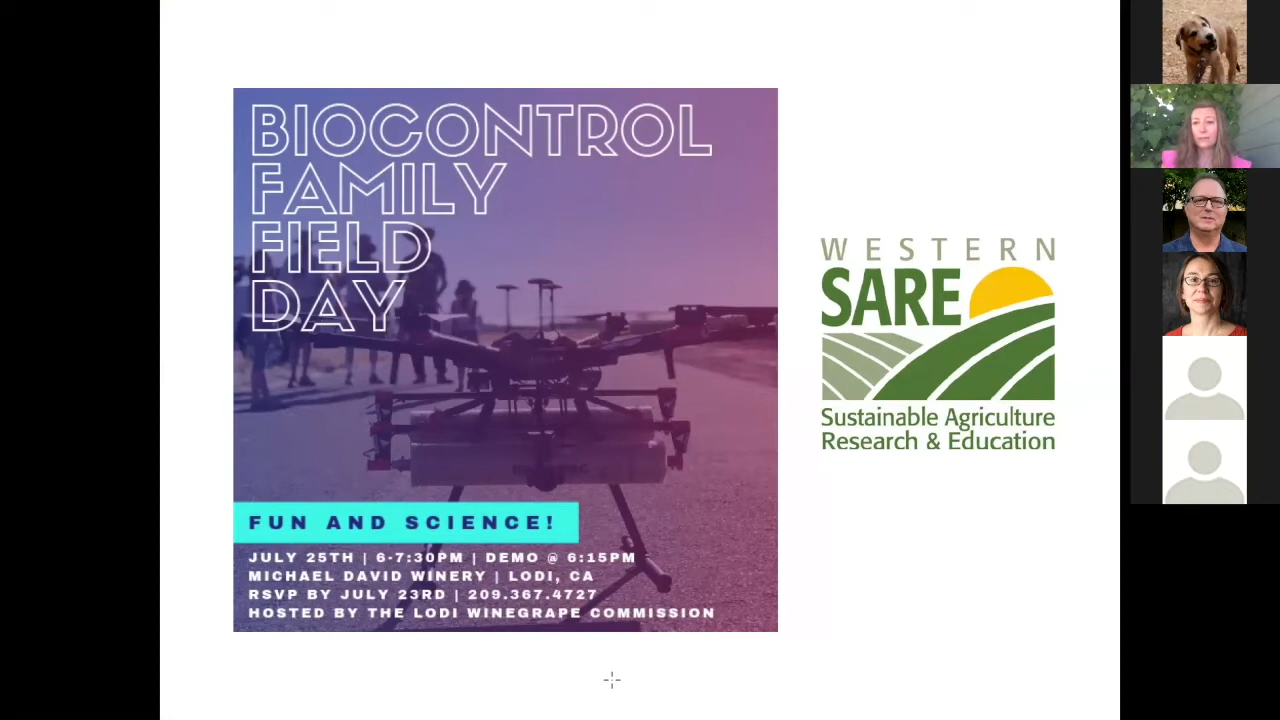 BIOCONTROL
FAMILY
FIELD
DAY
FUN AND SCIENCE!
JULY 25TH | 6-7:30PM | DEMO @ 6:15PM
MICHAEL DAVID WINERY | LODI, CA
RSVP BY JULY 23RD | 209.367.4727
HOSTED BY THE LODI WINEGRAPE COMMISSION
WESTERN
SARE
Sustainable Agriculture
Research & Education